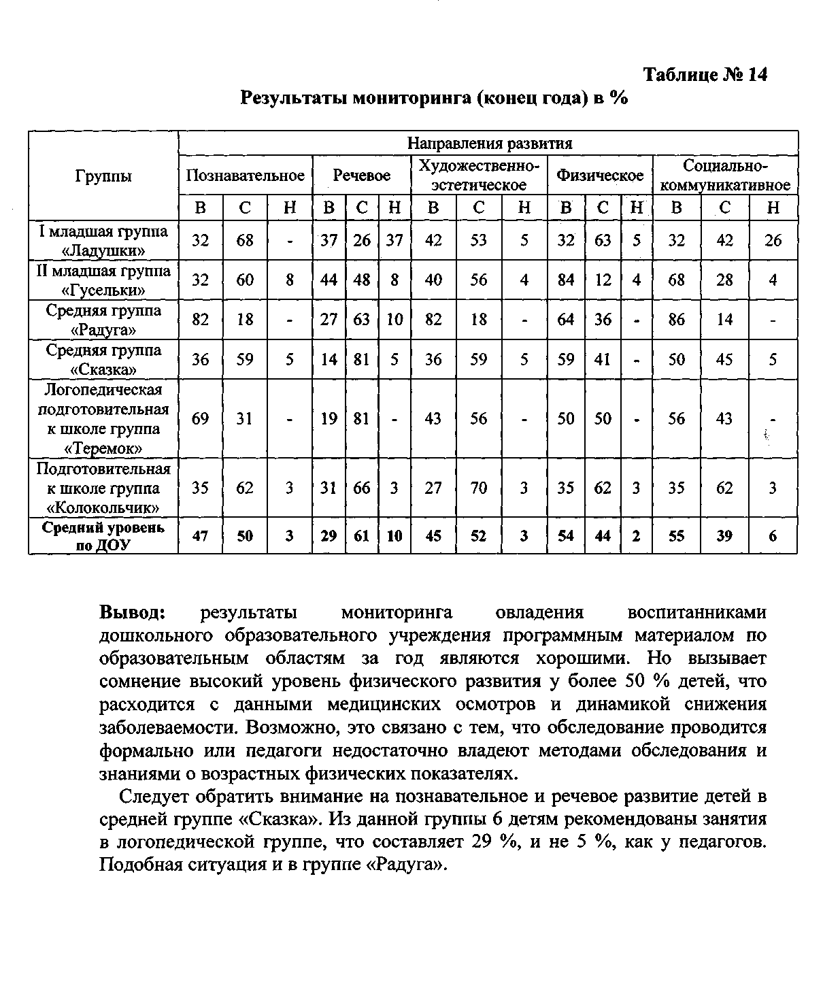 Таблице № 14
Результаты мониторинга (конец года) в %
Группы
Направления развития
Познавательное Речевое Художественно-эстетическое Физическое Социально-коммуникативное
В С Н В С Н В С Н В С Н В С Н
I младшая группа «Ладушки» 32 68 - 37 26 37 42 53 5 32 63 5 32 42 26
II младшая группа «Гусельки» 32 60 8 44 48 8 40 56 4 84 12 4 68 28 4
Средняя группа «Радуга» 82 18 - 27 63 10 82 18 - 64 36 - 86 14 -
Средняя группа «Сказка» 36 59 5 14 81 5 36 59 5 59 41 - 50 45 5
Логопедическая подготовительная к школе группа «Теремок» 69 31 - 19 81 - 43 56 - 50 50 - 56 43 -
Подготовительная к школе группа «Колокольчик» 35 62 3 31 66 3 27 70 3 35 62 3 35 62 3
Средний уровень по ДОУ 47 50 3 29 61 10 45 52 3 54 44 2 55 39 6
Вывод: результаты мониторинга овладения воспитанниками
дошкольного образовательного учреждения программным материалом по
образовательным областям за год являются хорошими. Но вызывает
сомнение высокий уровень физического развития у более 50 % детей, что
расходится с данными медицинских осмотров и динамикой снижения
заболеваемости. Возможно, это связано с тем, что обследование проводится
формально или педагоги недостаточно владеют методами обследования и
знаниями о возрастных физических показателях.
Следует обратить внимание на познавательное и речевое развитие детей в
средней группе «Сказка». Из данной группы 6 детям рекомендованы занятия
в логопедической группе, что составляет 29 %, и не 5 %, как у педагогов.
Подобная ситуация и в группе «Радуга».